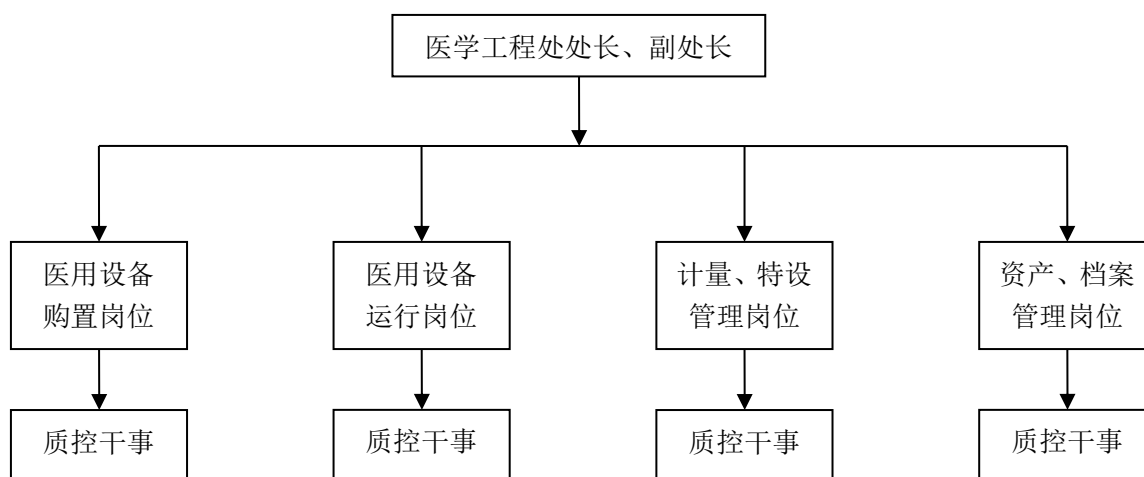 医学工程处处长、副处长
医用设备
购置岗位
医用设备
运行岗位
计量、特设
管理岗位
资产、档案
管理岗位
质控干事
质控干事
质控干事
质控干事